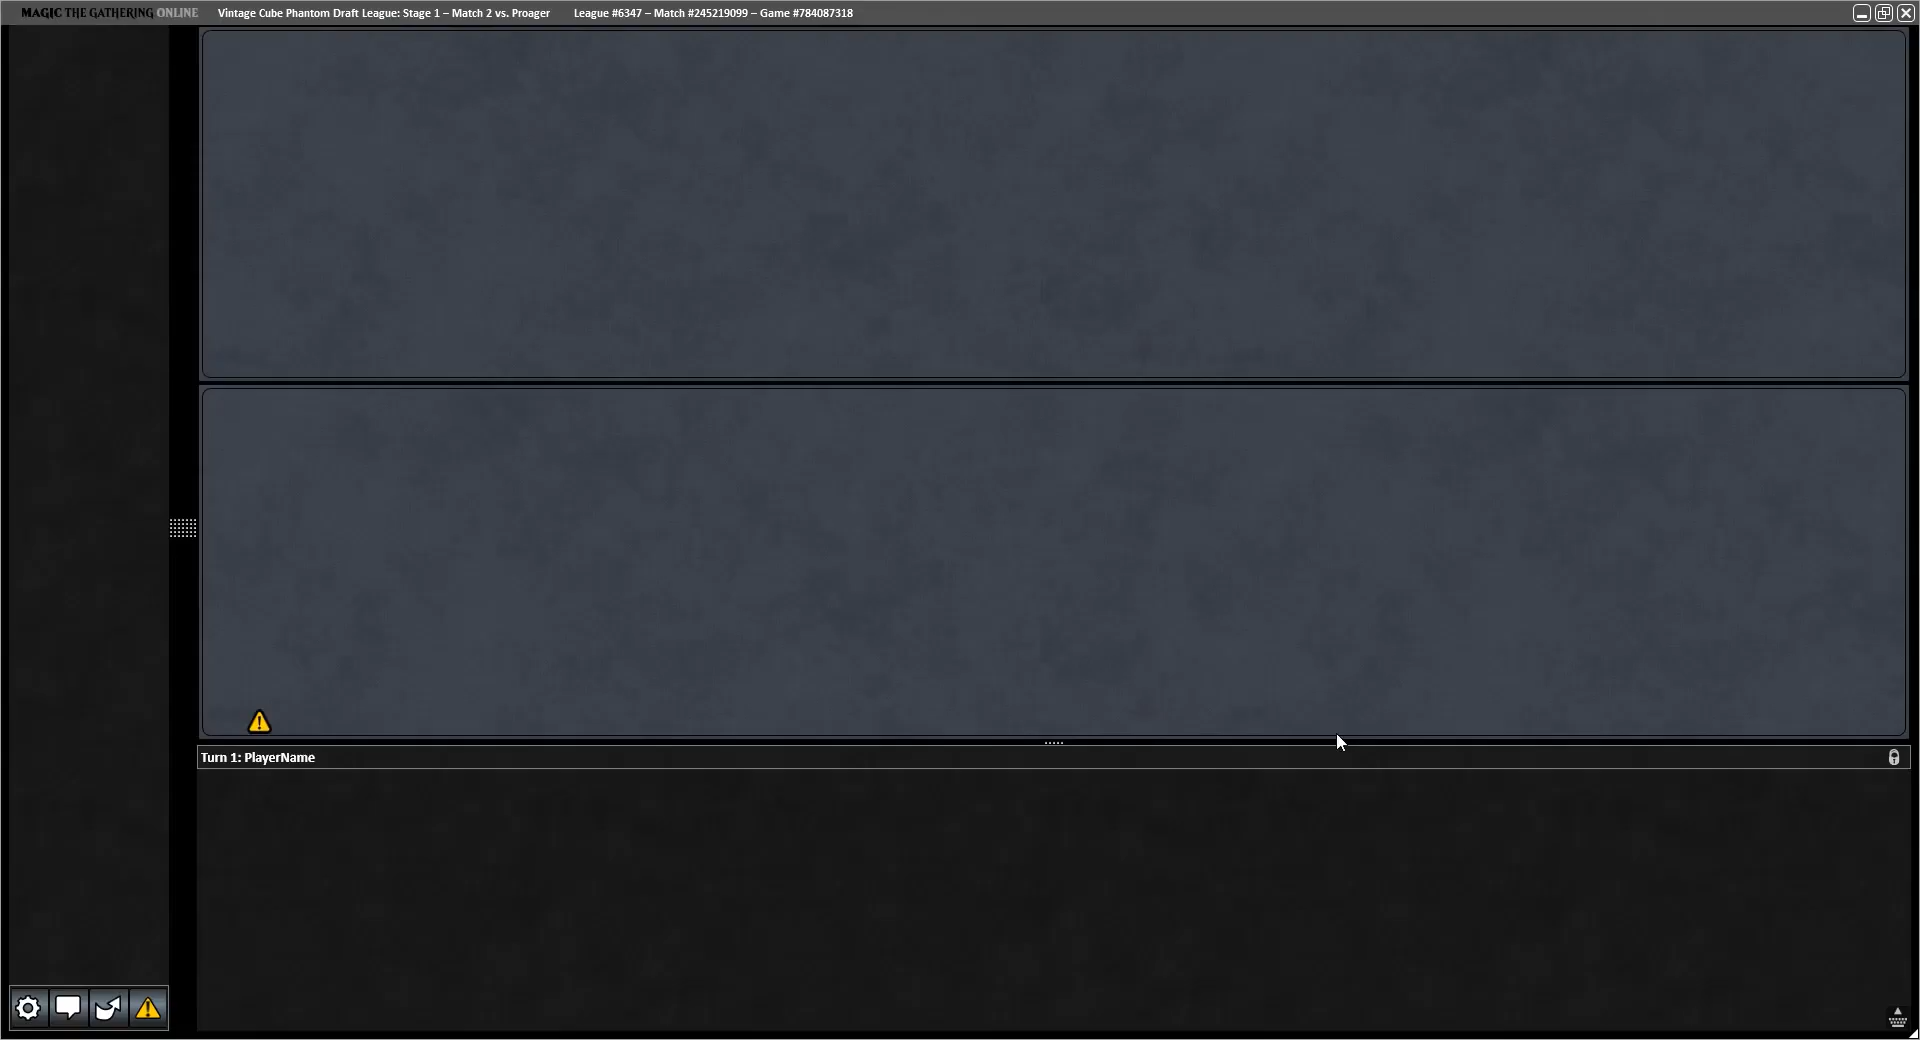 MAGIC THE GATHERING ONLINE Vintage Cube Phantom Draft League: Stage 1 – Match 2 vs. Proager League #6347 – Match #245219099 – Game #784087318
Turn 1: PlayerName